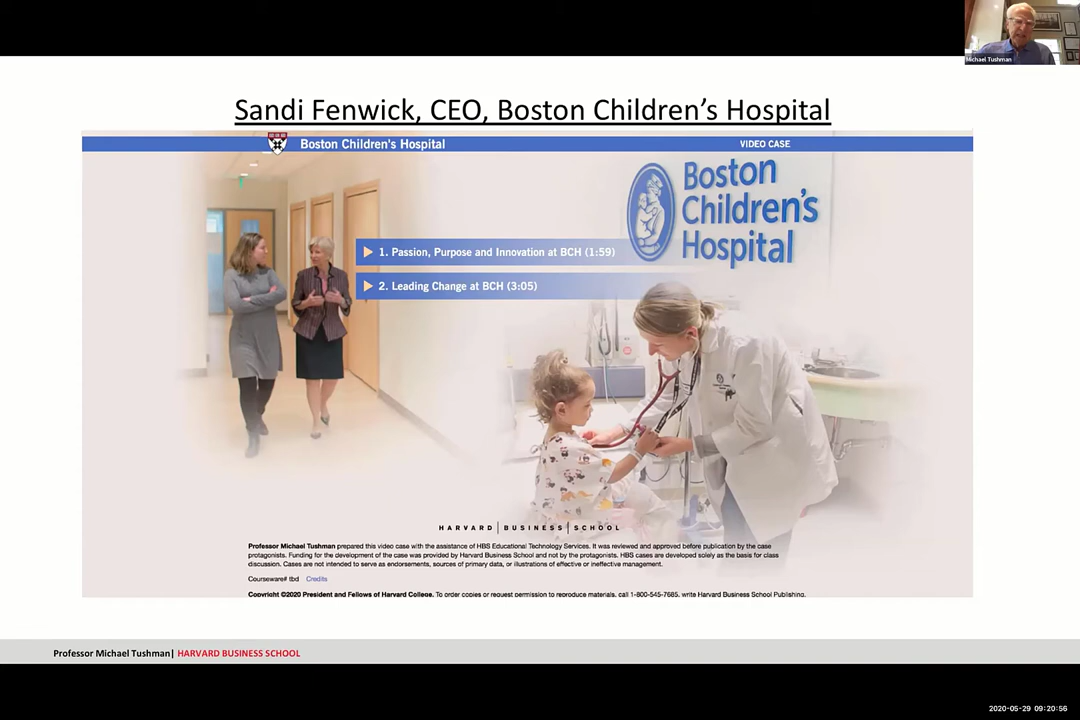 Michael Tushman
Sandi Fenwick, CEO, Boston Children's Hospital
Boston Children's Hospital
VIDEO CASE
Boston
Children's
Hospital
1. Passion, Purpose and Innovation at BCH (1:59)
2. Leading Change at BCH (3:05)
HARVARD | BUSINESS | SCHOOL
Professor Michael Tushman prepared this video case with the assistance of HBS Educational Technology Services. It was reviewed and approved before publication by the case
protagonists. Funding for the development of the case was provided by Harvard Business School and not by the protagonists. HBS cases are developed solely as the basis for class
discussion. Cases are not intended to serve as endorsements, sources of primary data, or illustrations of effective or ineffective management.
Courseware# tbd Credits
Copyright ©2020 President and Fellows of Harvard College. To order copies or request permission to reproduce materials, call 1-800-545-7685, write Harvard Business School Publishing,
Professor Michael Tushman| HARVARD BUSINESS SCHOOL
2020-05-29 09:20:56